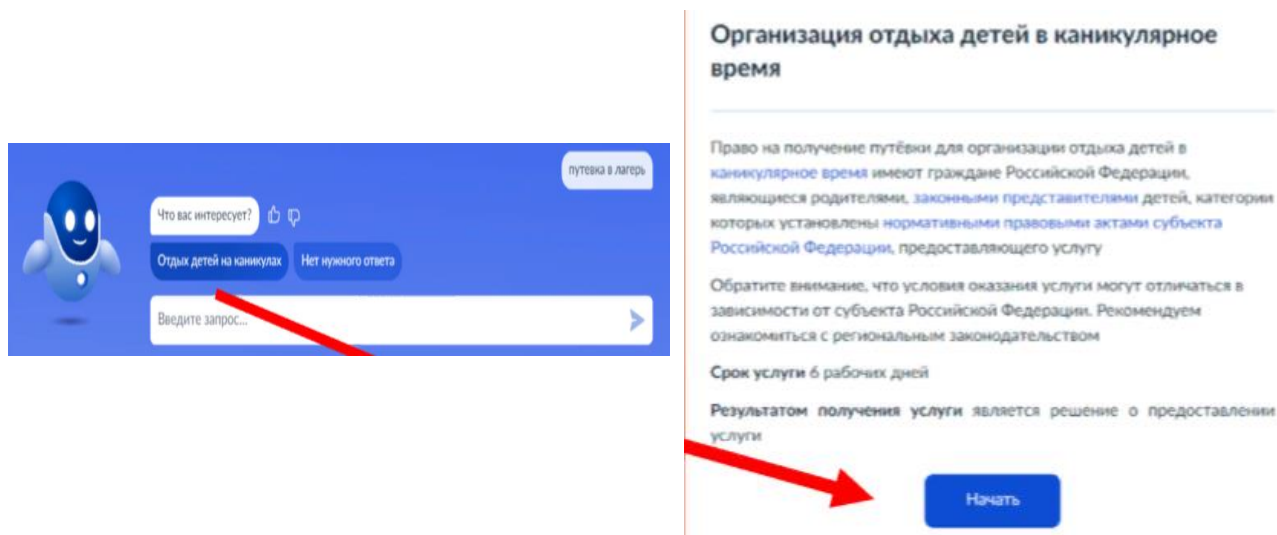 путевка в лагерь
Что вас интересует?
Отдых детей на каникулах
Нет нужного ответа
Введите запрос...
Организация отдыха детей в каникулярное
время
Право на получение путёвки для организации отдыха детей в
каникулярное время имеют граждане Российской Федерации,
являющиеся родителями, законными представителями детей, категории
которых установлены нормативными правовыми актами субъекта
Российской Федерации, предоставляющего услугу
Обратите внимание, что условия оказания услуги могут отличаться в
зависимости от субъекта Российской Федерации. Рекомендуем
ознакомиться с региональным законодательством
Срок услуги 6 рабочих дней
Результатом получения услуги является решение о предоставлении
услуги
Начать